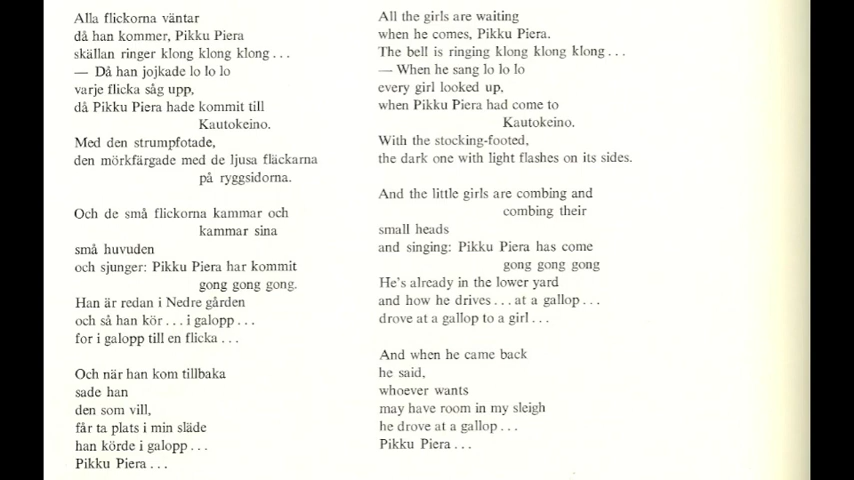 Alla flickorna väntar
då han kommer, Pikku Piera
skällan ringer klong klong klong...
— Då han jojkade lo lo lo
varje flicka såg upp,
då Pikku Piera hade kommit till
Kautokeino.
Med den strumpfotade,
den mörkfärgade med de ljusa fläckarna
på ryggsidorna.
Och de små flickorna kammar och
kammar sina
små huvuden
och sjunger: Pikku Piera har kommit
gong gong gong.
Han är redan i Nedre gården
och så han kör... i galopp...
for i galopp till en flicka...
Och när han kom tillbaka
sade han
den som vill,
får ta plats i min släde
han körde i galopp...
Pikku Piera...
All the girls are waiting
when he comes, Pikku Piera.
The bell is ringing klong klong klong...
— When he sang lo lo lo
every girl looked up,
when Pikku Piera had come to
Kautokeino.
With the stocking-footed,
the dark one with light flashes on its sides.
And the little girls are combing and
combing their
small heads
and singing: Pikku Piera has come
gong gong gong
He's already in the lower yard
and how he drives... at a gallop...
drove at a gallop to a girl...
And when he came back
he said,
whoever wants
may have room in my sleigh
he drove at a gallop...
Pikku Piera...